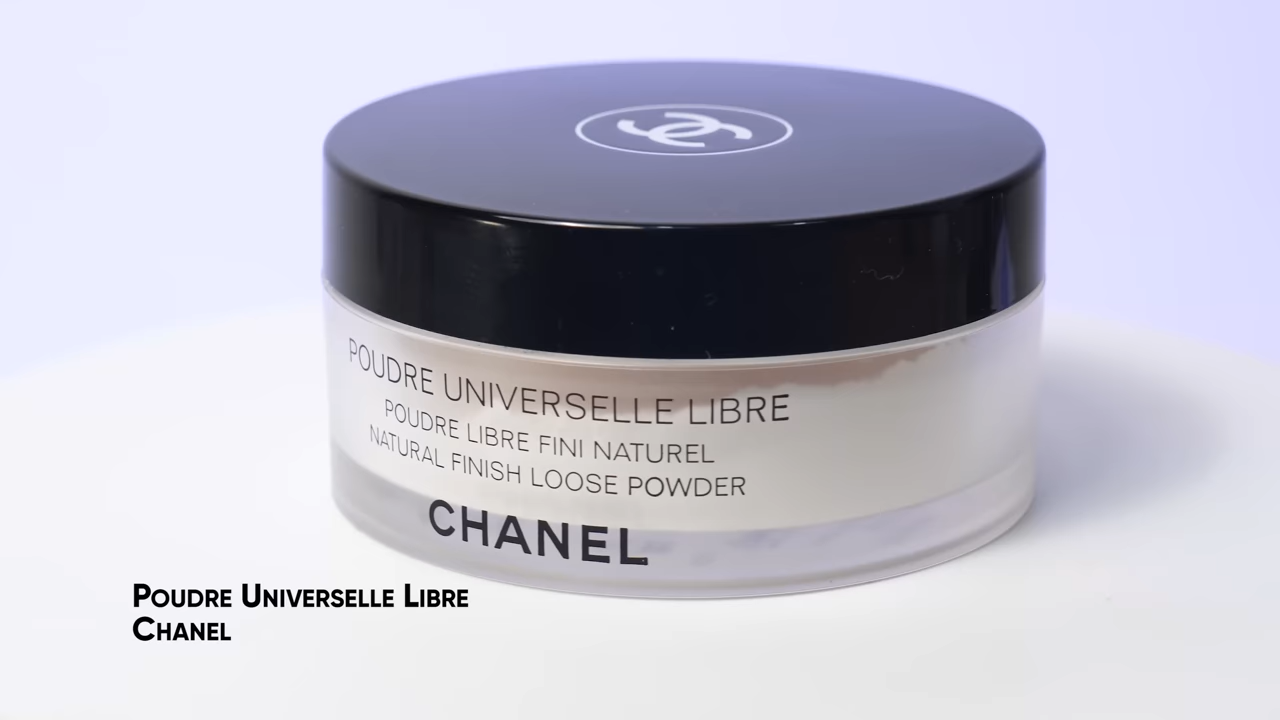 POUDRE UNIVERSELLE LIBRE
POUDRE LIBRE FINI NATUREL
NATURAL FINISH LOOSE POWDER
CHANEL
Poudre Universelle Libre
Chanel